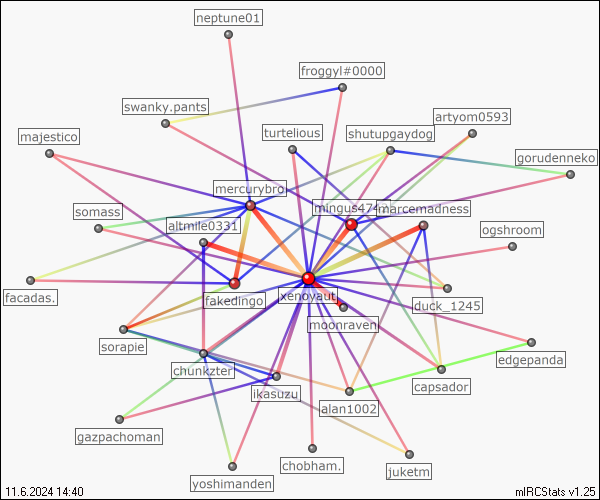 neptune01
froggyl#0000
swanky.pants
artyom0593
turtelious
shutupgaydog
majestico
gorudenneko
mercurybro
somass
marcemadness
altmile0331
ogshroom
facadas.
fakedingo
xenoyaut
duck_1245
moonraven
sorapie
edgepanda
chunkzter
capsador
ikasuzu
alan1002
gazpachoman
chobham.
juketm
yoshimanden
11.6.2024 14:40
mIRCStats v1.25